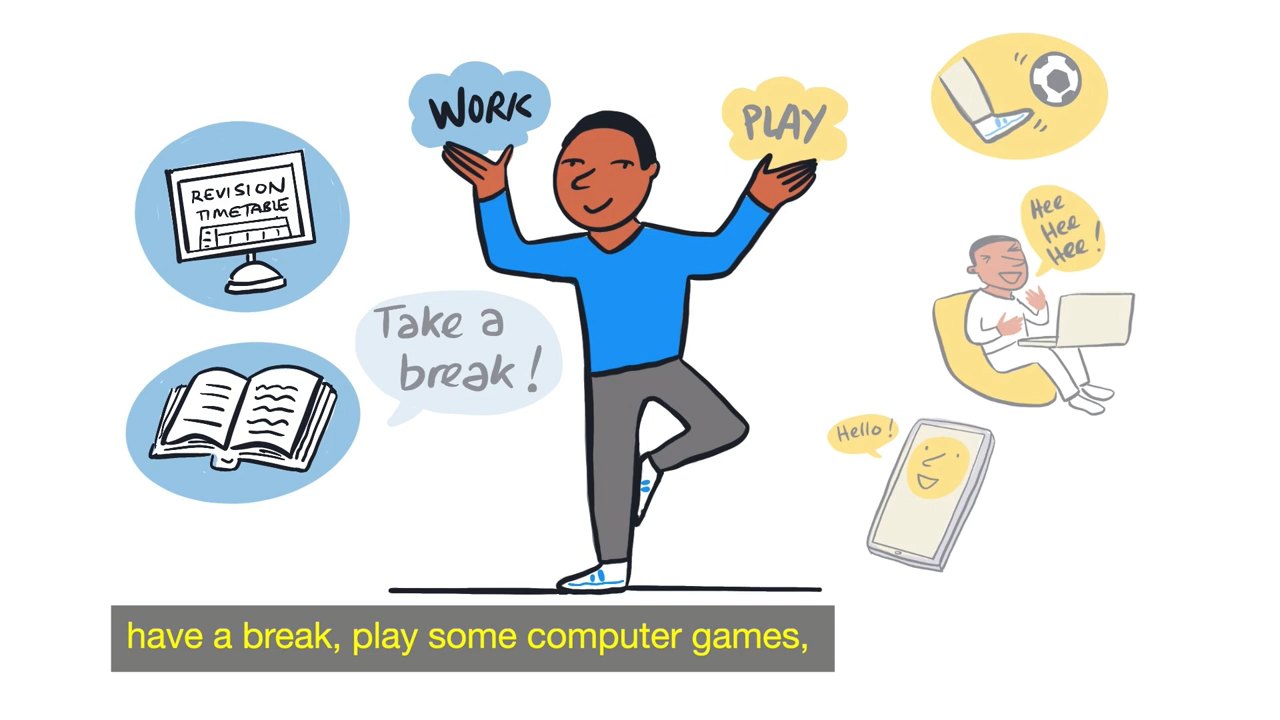 WORK
PLAY
REVISION
TIMETABLE
Take a
break!
Hee
Hee
Hee!
Hello!
have a break, play some computer games,